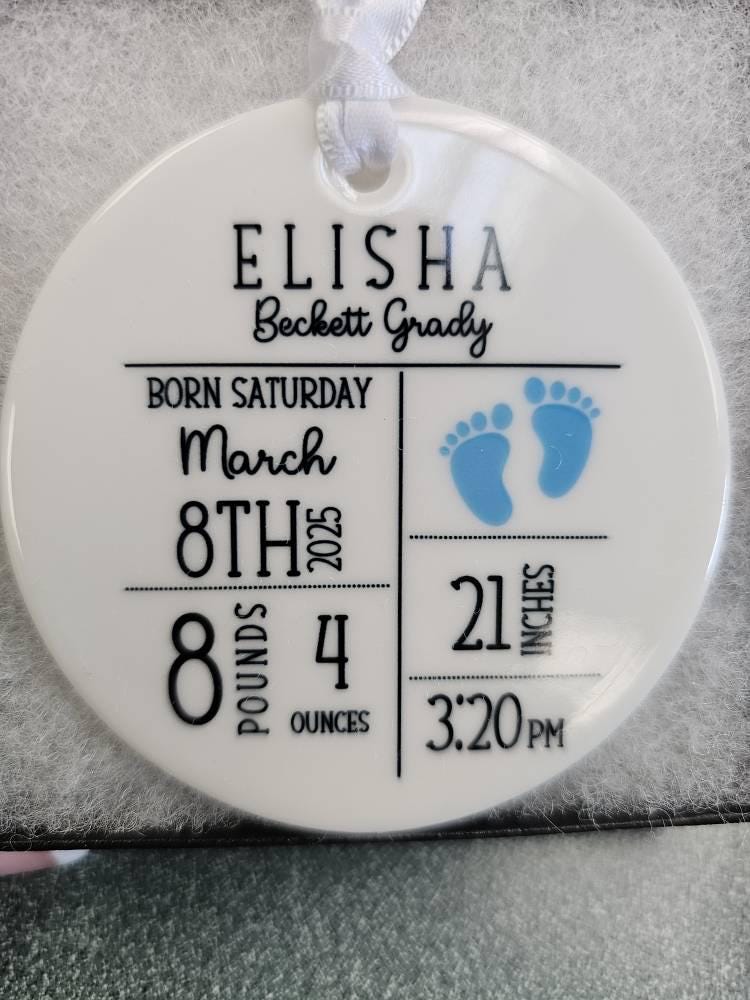 ELISHA
Beckett Grady
BORN SATURDAY
March
8TH 2025
8 POUNDS 4 OUNCES
21 INCHES
3:20 PM